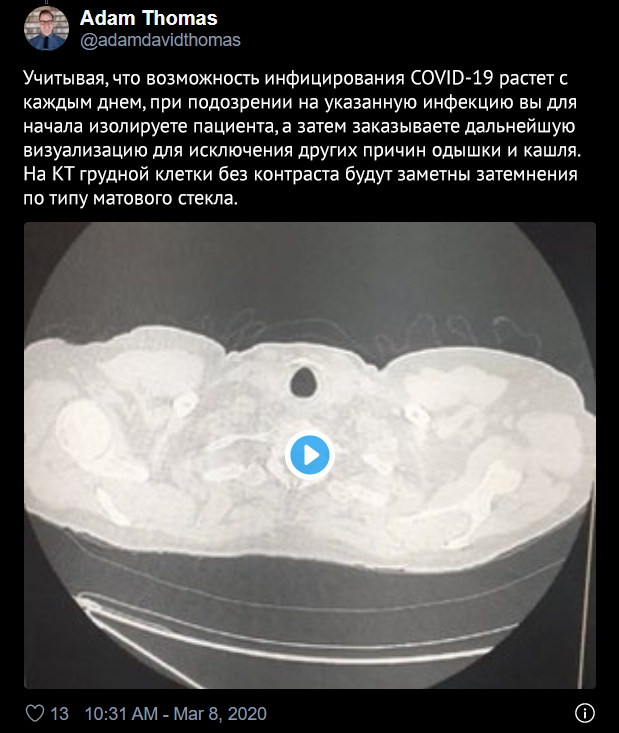 Adam Thomas
@adamdavidthomas
Учитывая, что возможность инфицирования COVID-19 растет с
каждым днем, при подозрении на указанную инфекцию вы для
начала изолируете пациента, а затем заказываете дальнейшую
визуализацию для исключения других причин одышки и кашля.
На КТ грудной клетки без контраста будут заметны затемнения
по типу матового стекла.
13 10:31 AM - Mar 8, 2020